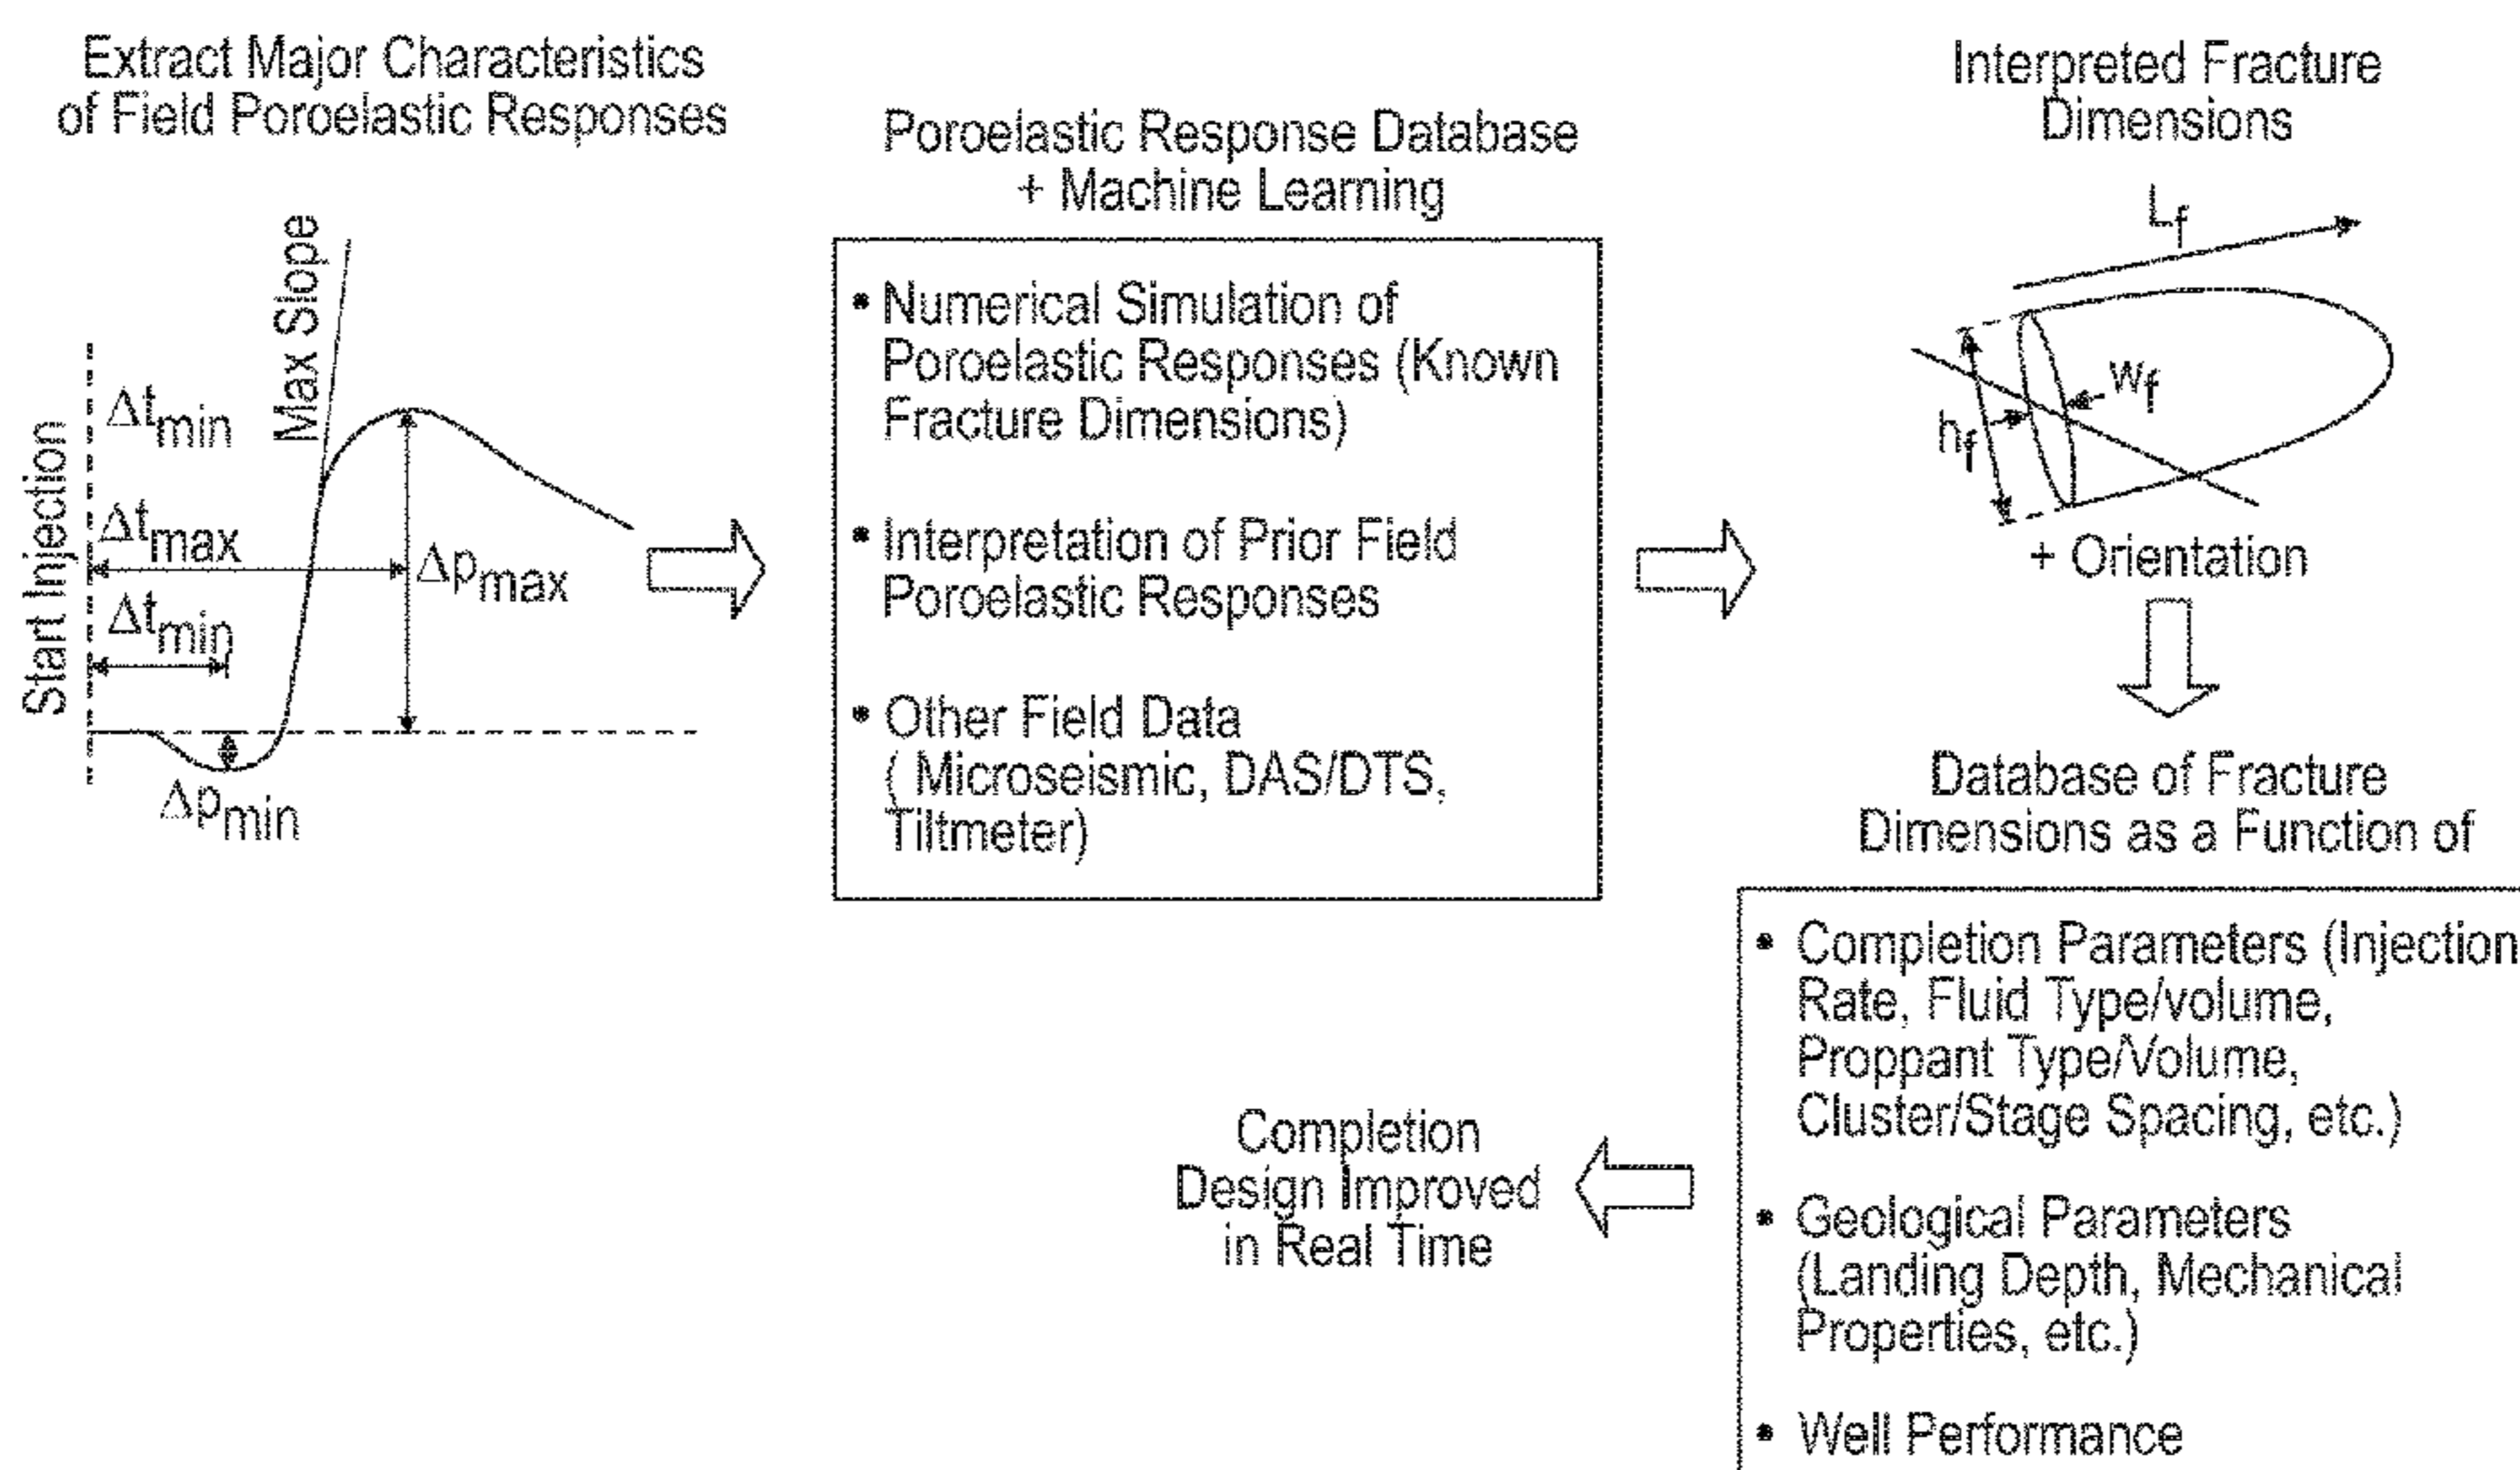 Extract Major Characteristics
of Field Poroelastic Responses
Start Injection
Δtmin
Max Slope
Δtmax
Δpmax
Δtmin
Δpmin
Poroelastic Response Database
+ Machine Learning
• Numerical Simulation of
Poroelastic Responses (Known
Fracture Dimensions)
• Interpretation of Prior Field
Poroelastic Responses
• Other Field Data
( Microseismic, DAS/DTS,
Tiltmeter)
Interpreted Fracture
Dimensions
Lf
wf
hf
+ Orientation
Database of Fracture
Dimensions as a Function of
• Completion Parameters (Injection
Rate, Fluid Type/volume,
Proppant Type/Volume,
Cluster/Stage Spacing, etc.)
• Geological Parameters
(Landing Depth, Mechanical
Properties, etc.)
• Well Performance
Completion
Design Improved
in Real Time